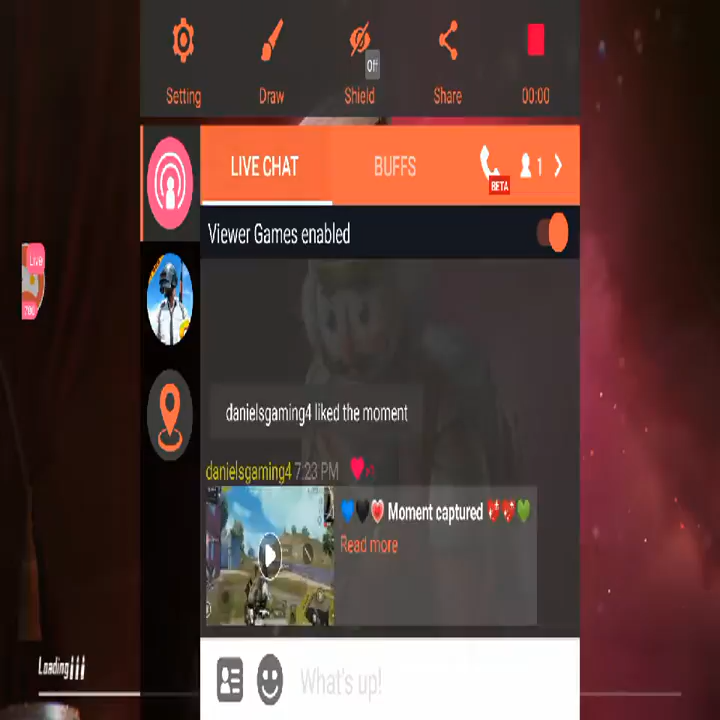 Setting Draw Off Shield Share 00:00
LIVE CHAT BUFFS BETA 1
Viewer Games enabled
Live
danielsgaming4 liked the moment
danielsgaming4 7:23 PM
Moment captured
Read more
Loading
What's up!